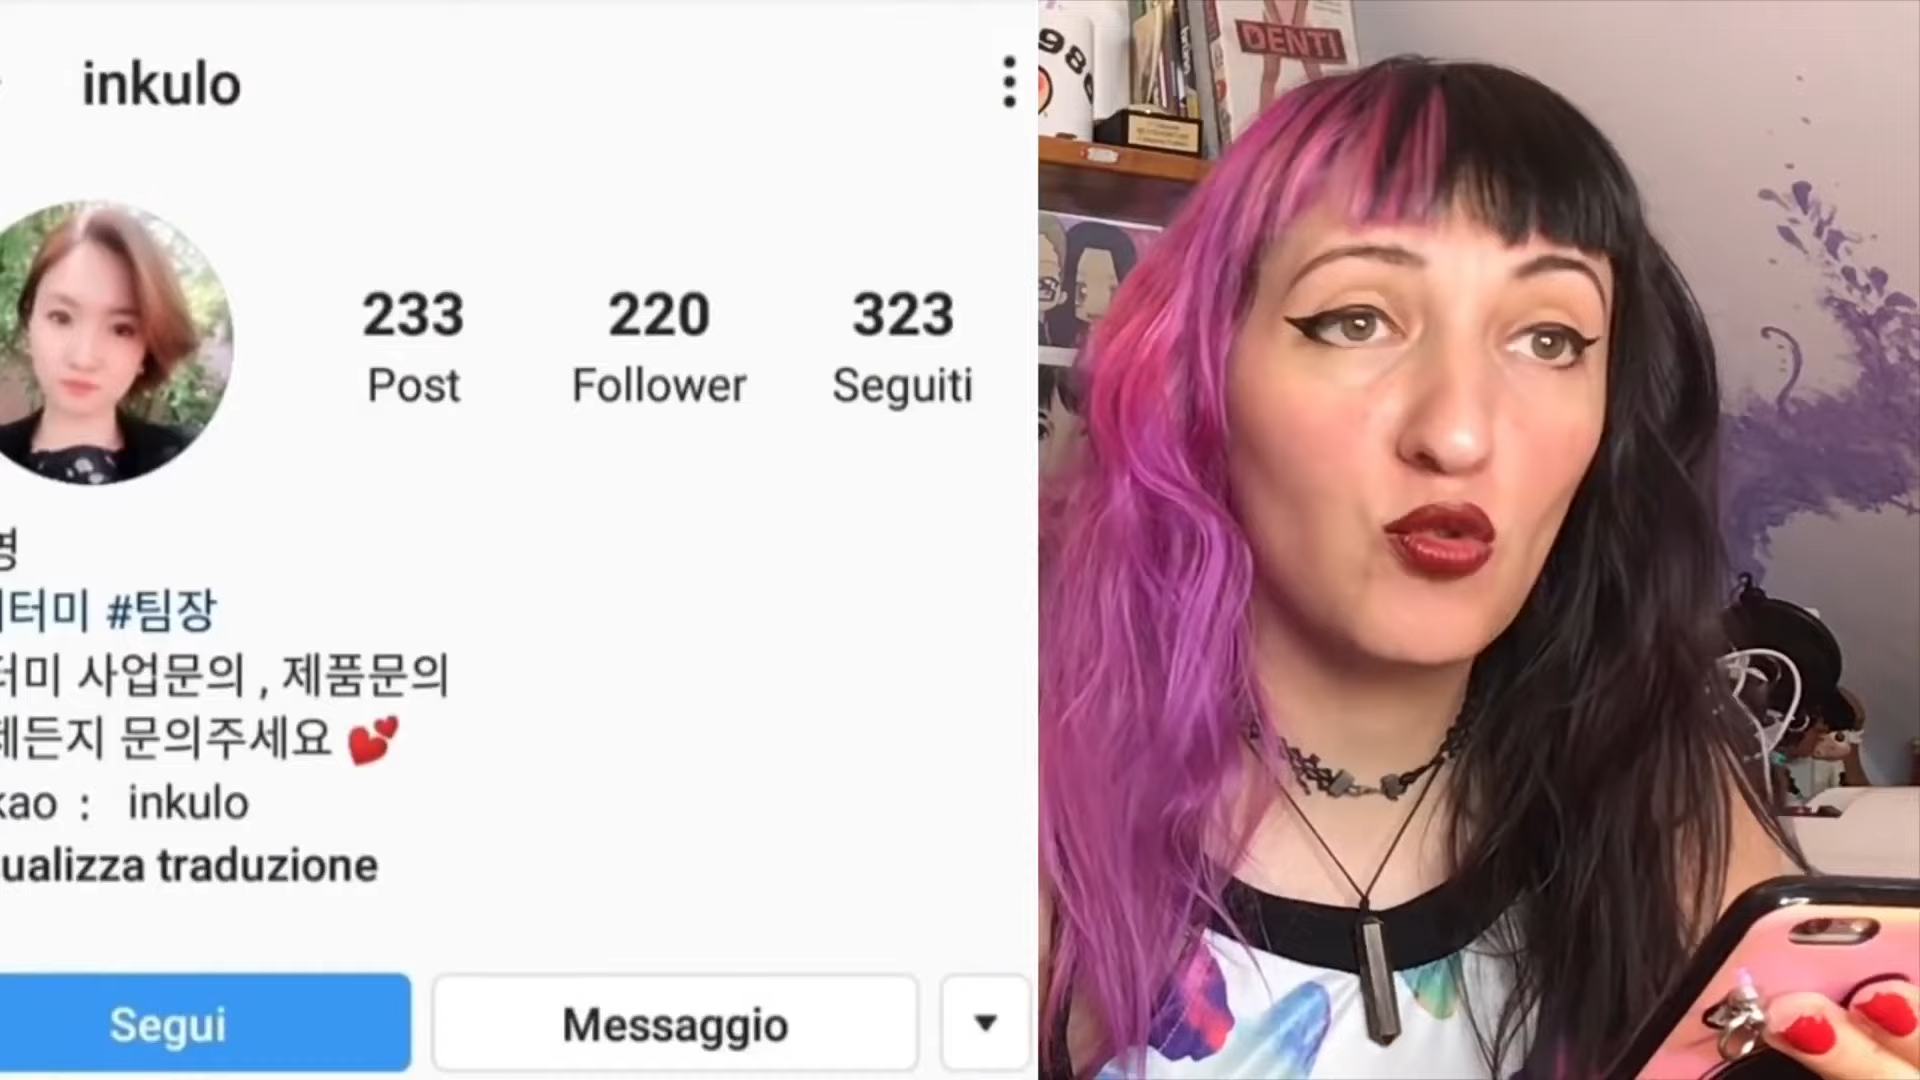 inkulo
233 220 323
Post Follower Seguiti
#팀장
사업문의 , 제품문의
문의주세요 💕
: inkulo
traduzione
Segui Messaggio
DENTI